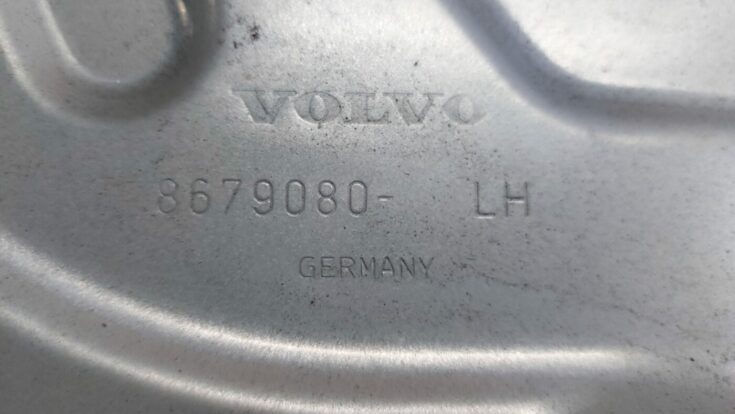 VOLVO
8679080- LH
GERMANY